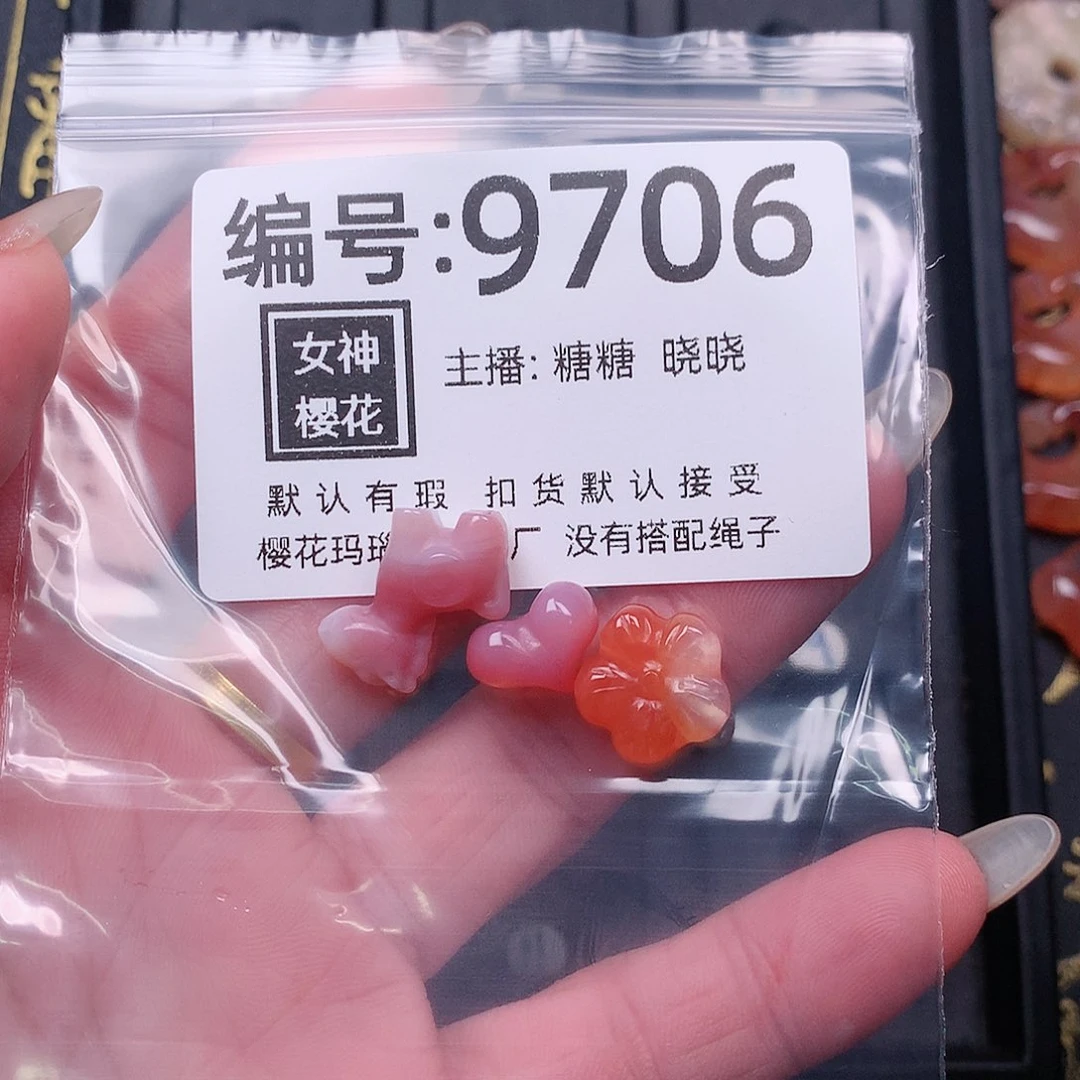 编号:9706
女神
樱花
主播: 糖糖 晓晓
默认有瑕 扣货默认接受
樱花玛瑙 厂 没有搭配绳子